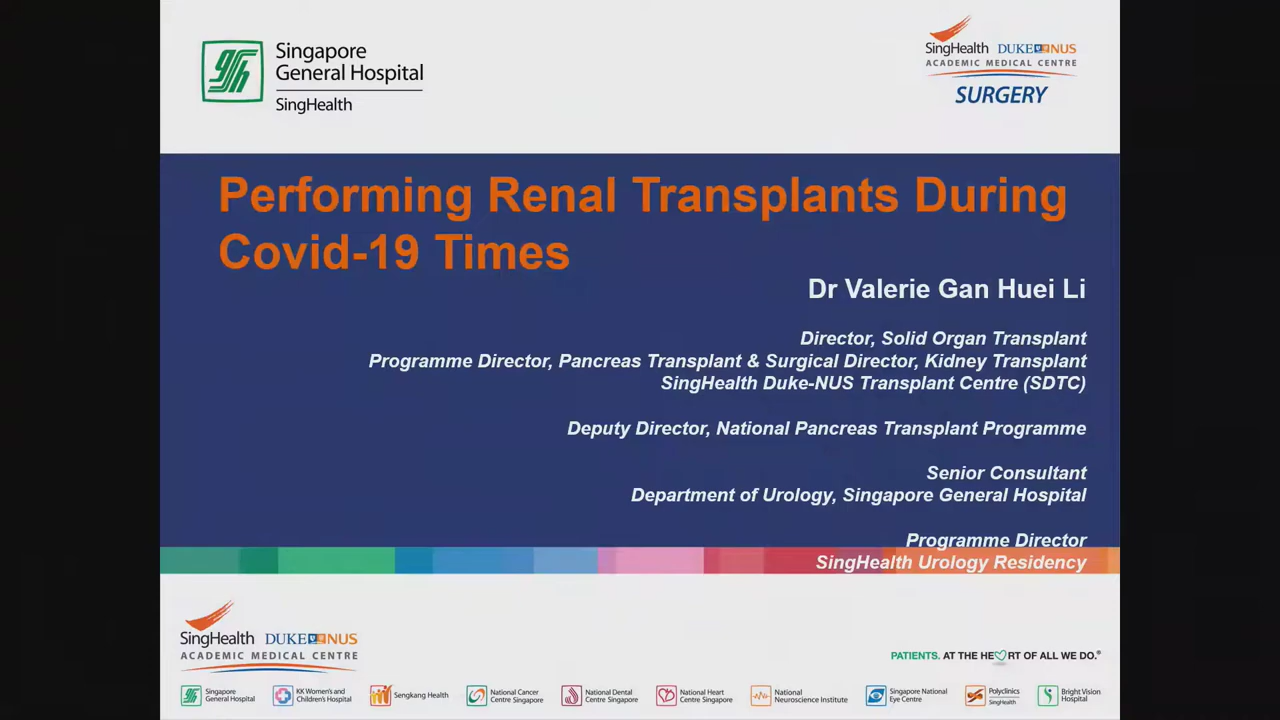 Singapore
General Hospital
SingHealth
SingHealth DUKE NUS
ACADEMIC MEDICAL CENTRE
SURGERY
Performing Renal Transplants During
Covid-19 Times
Dr Valerie Gan Huei Li
Director, Solid Organ Transplant
Programme Director, Pancreas Transplant & Surgical Director, Kidney Transplant
SingHealth Duke-NUS Transplant Centre (SDTC)
Deputy Director, National Pancreas Transplant Programme
Senior Consultant
Department of Urology, Singapore General Hospital
Programme Director
SingHealth Urology Residency
SingHealth DUKE NUS
ACADEMIC MEDICAL CENTRE
PATIENTS. AT THE HEART OF ALL WE DO.®
Singapore
General Hospital
KK Women's and
Children's Hospital
Sengkang Health
National Cancer
Centre Singapore
National Dental
Centre Singapore
National Heart
Centre Singapore
National
Neuroscience Institute
Singapore National
Eye Centre
Polyclinics
SingHealth
Bright Vision
Hospital